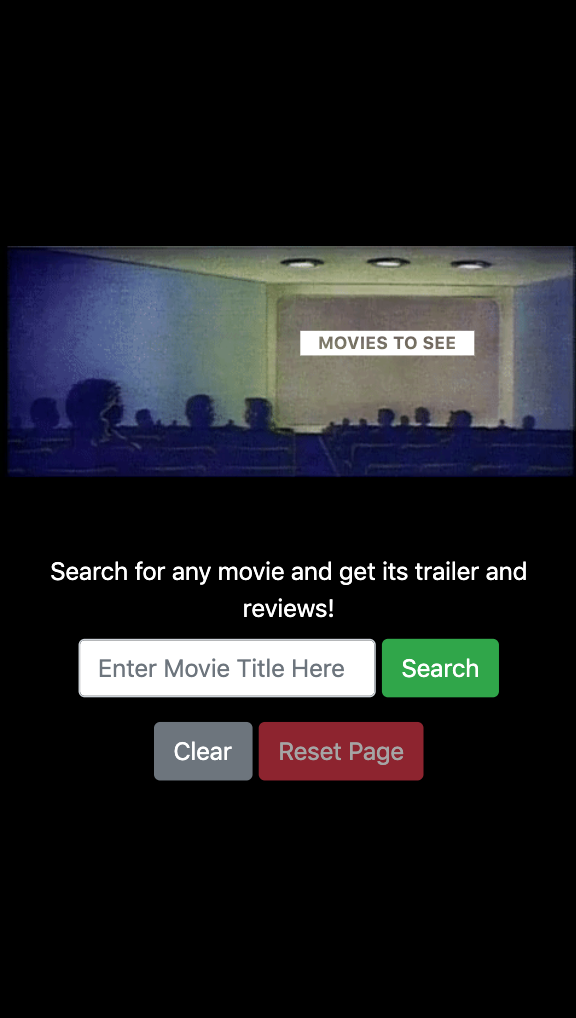 MOVIES TO SEE
Search for any movie and get its trailer and
reviews!
Enter Movie Title Here
Search
Clear
Reset Page